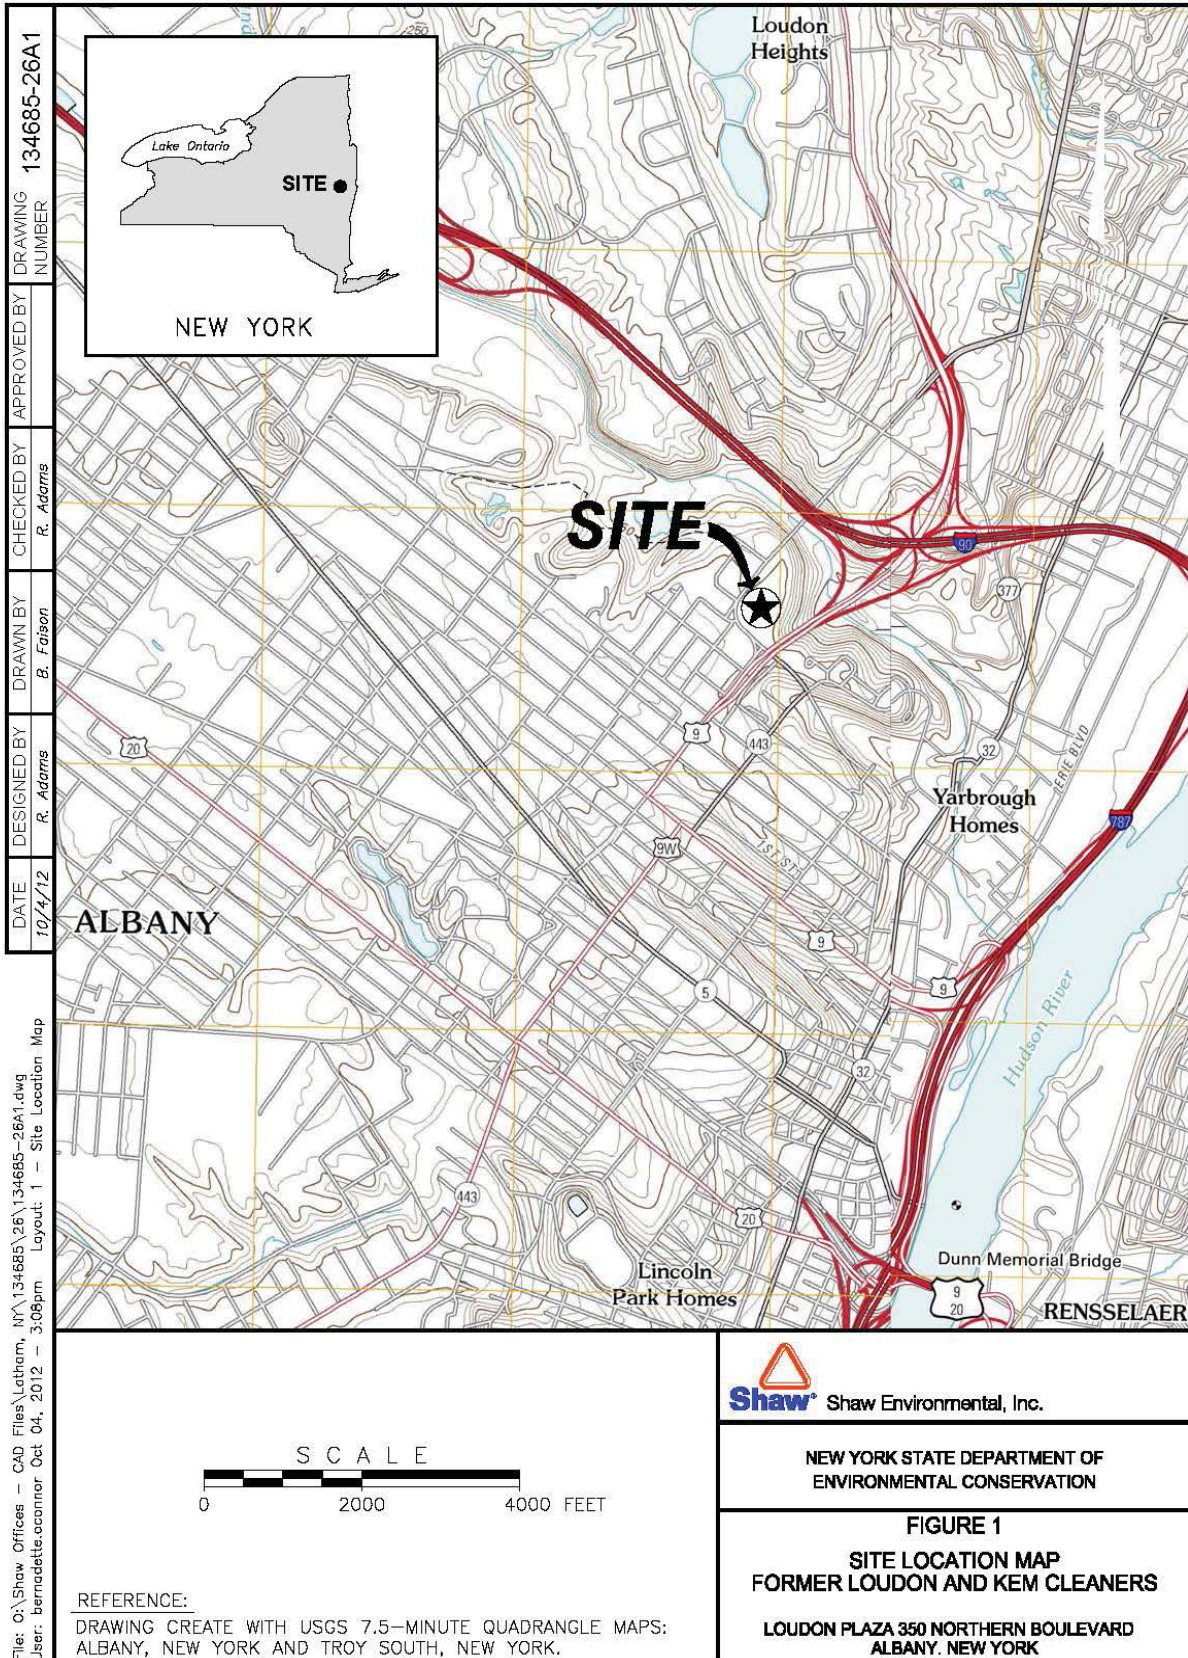 DRAWING
NUMBER
134685-26A1
APPROVED BY
CHECKED BY
R. Adams
DRAWN BY
B. Faison
DESIGNED BY
R. Adams
DATE
10/4/12
File: O:\Shaw Offices - CAD Files\Latham, NY\134685\26\134685-26A1.dwg
User: bernadette.oconnor Oct 04, 2012 - 3:08pm Layout: 1 - Site Location Map
Lake Ontario
SITE
NEW YORK
250
Loudon
Heights
SITE
90
377
20
9
443
32
ERIE BLVD
Yarbrough
Homes
787
9W
1ST ST
ALBANY
9
9
5
Hudson River
32
443
20
Dunn Memorial Bridge
Lincoln
Park Homes
9
20
RENSSELAER
SCALE
0 2000 4000 FEET
REFERENCE:
DRAWING CREATE WITH USGS 7.5-MINUTE QUADRANGLE MAPS:
ALBANY, NEW YORK AND TROY SOUTH, NEW YORK.
Shaw® Shaw Environmental, Inc.
NEW YORK STATE DEPARTMENT OF
ENVIRONMENTAL CONSERVATION
FIGURE 1
SITE LOCATION MAP
FORMER LOUDON AND KEM CLEANERS
LOUDON PLAZA 350 NORTHERN BOULEVARD
ALBANY, NEW YORK